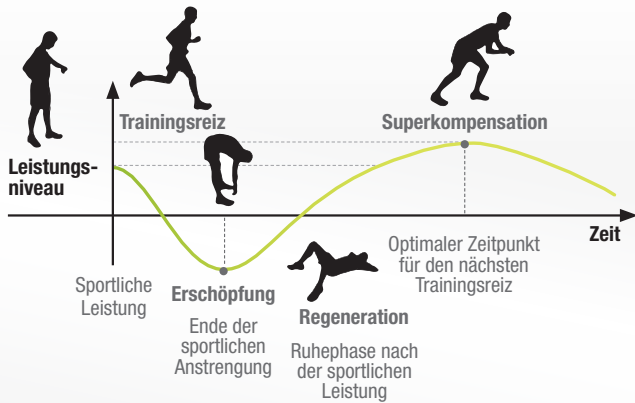 Trainingsreiz
Superkompensation
Leistungs-
niveau
Zeit
Sportliche
Leistung
Erschöpfung
Ende der
sportlichen
Anstrengung
Regeneration
Ruhephase nach
der sportlichen
Leistung
Optimaler Zeitpunkt
für den nächsten
Trainingsreiz